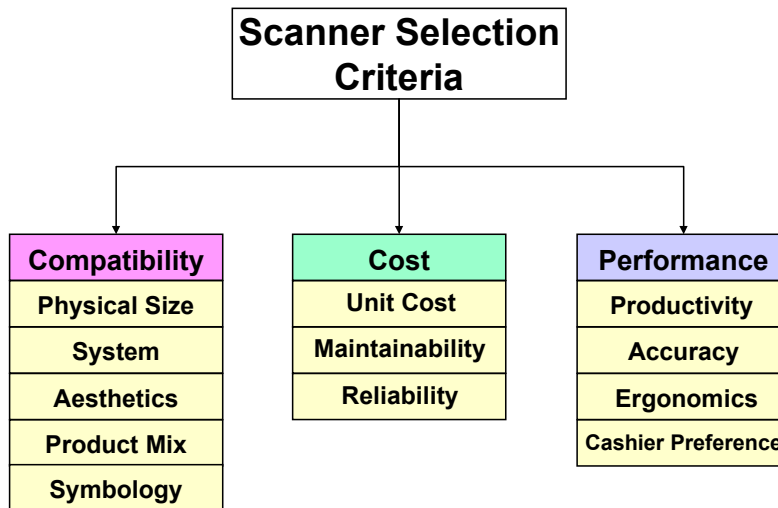 Scanner Selection
Criteria
Compatibility
Physical Size
System
Aesthetics
Product Mix
Symbology
Cost
Unit Cost
Maintainability
Reliability
Performance
Productivity
Accuracy
Ergonomics
Cashier Preference